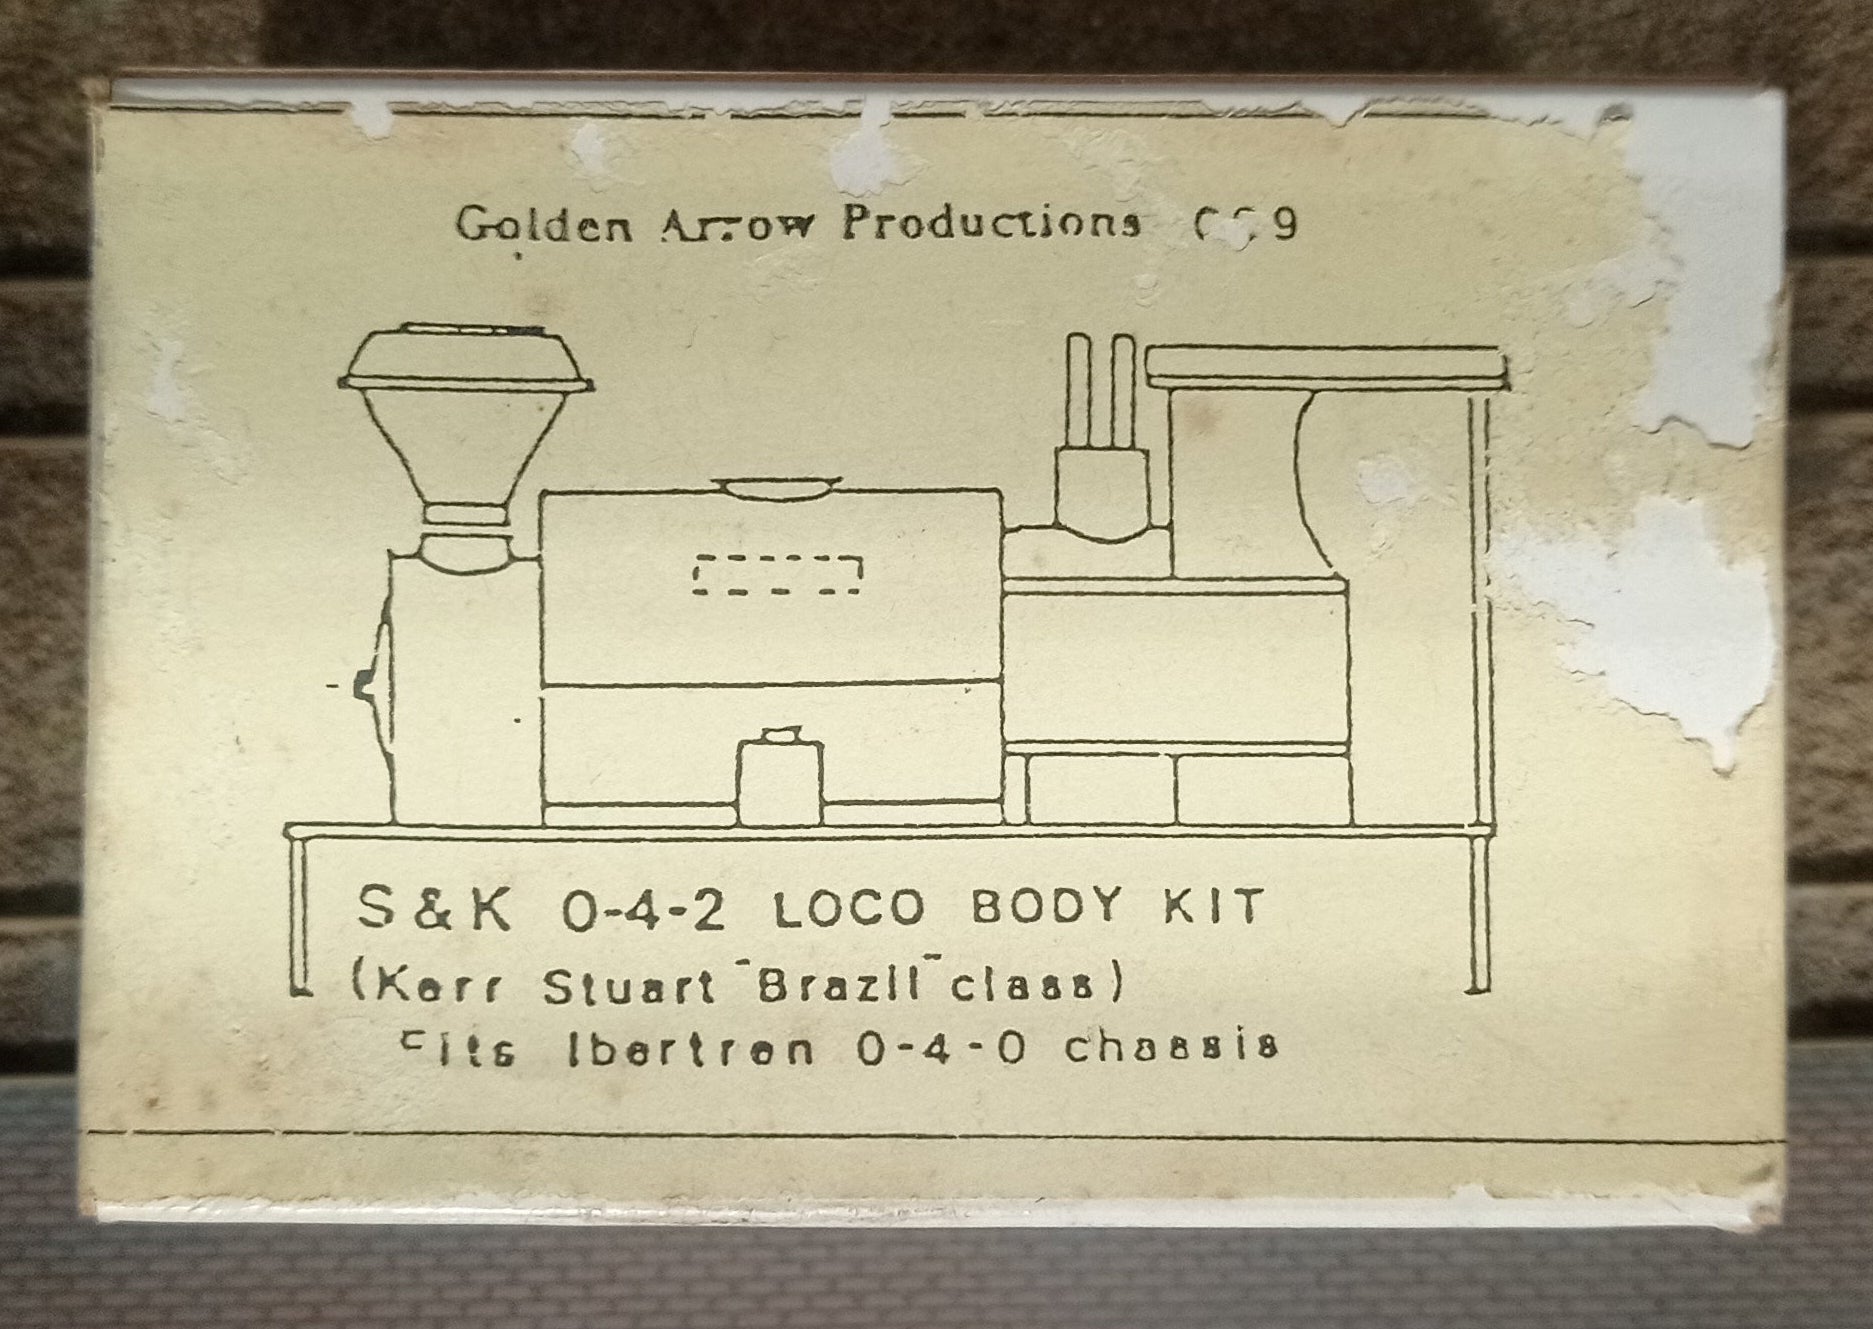 Golden Arrow Productions
S & K 0-4-2 LOCO BODY KIT
(Kerr Stuart "Brazil" class)
Fits Ibertren 0-4-0 chassis